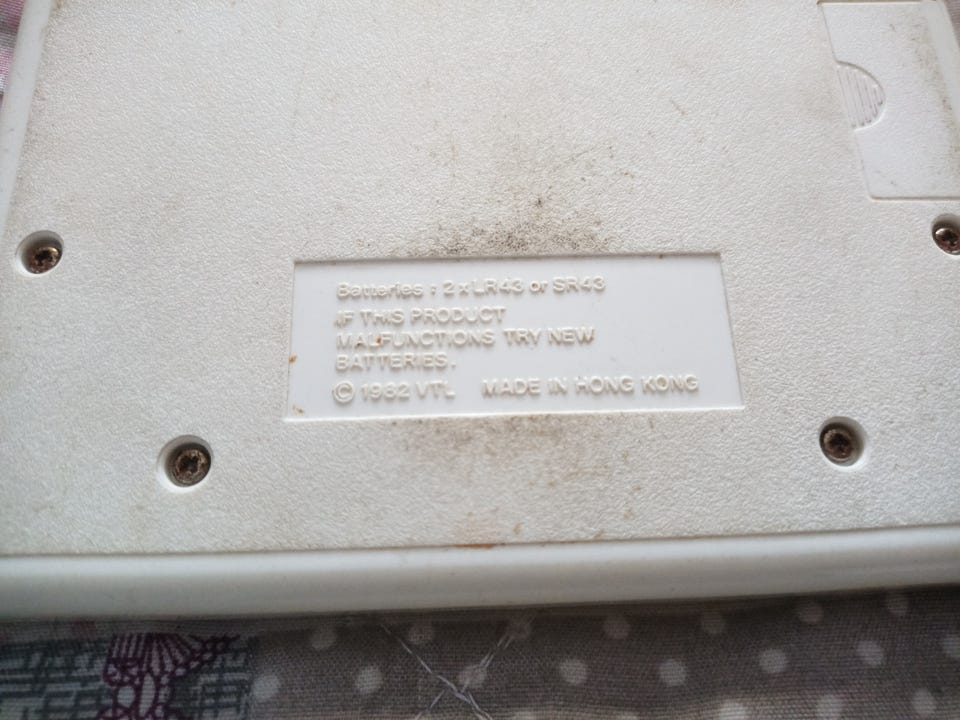 Batteries : 2 x LR43 or SR43
IF THIS PRODUCT
MALFUNCTIONS TRY NEW
BATTERIES.
© 1982 VTL MADE IN HONG KONG